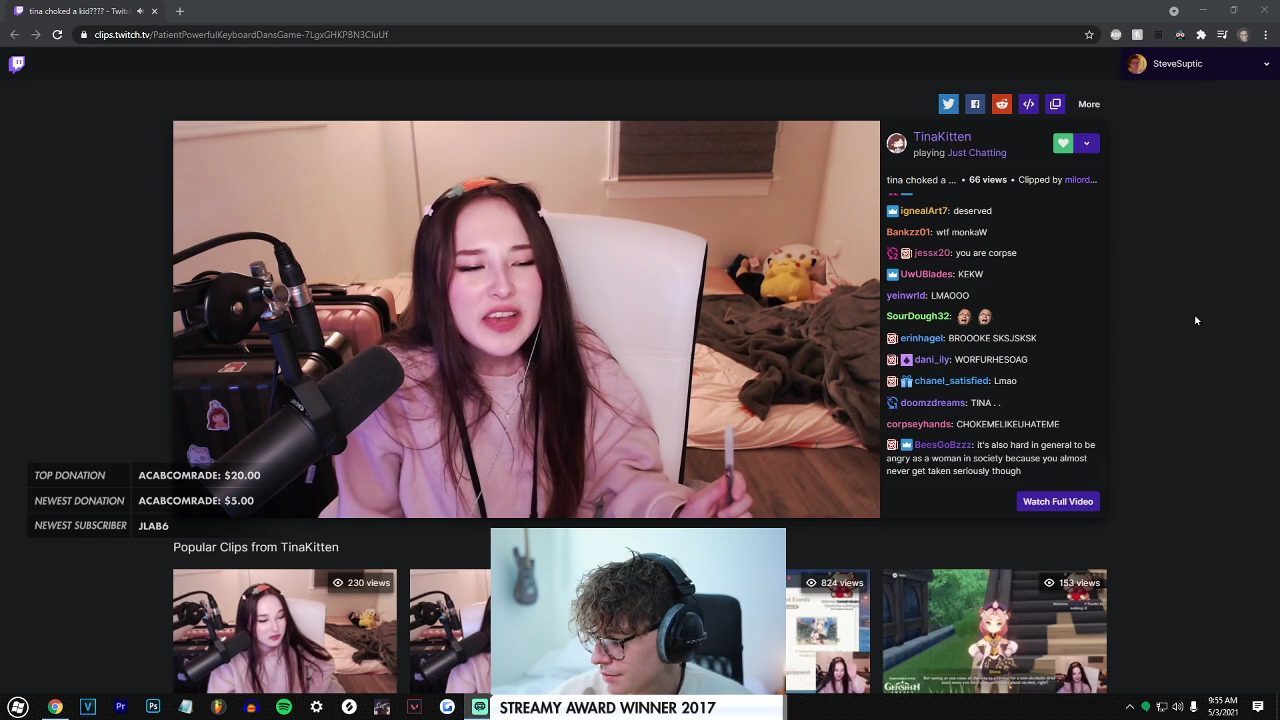 tina choked a kid???? - Twitc
clips.twitch.tv/PatientPowerfulKeyboardDansGame-7LgxGHKPBN3CluUf
SteveSuptic
More
TinaKitten
playing Just Chatting
tina choked a ... • 66 views • Clipped by milord...
ignealArt7: deserved
Bankzz01: wtf monkaW
jessx20: you are corpse
UwUBlades: KEKW
yeinwrld: LMAOOO
SourDough32:
erinhagel: BROOOKE SKSJSKSK
dani_ily: WORFURHESOAG
chanel_satisfied: Lmao
doomzdreams: TINA . .
corpseyhands: CHOKEMELIKEUHATEME
BeesGoBzzz: it's also hard in general to be
angry as a woman in society because you almost
never get taken seriously though
Watch Full Video
TOP DONATION ACABCOMRADE: $20.00
NEWEST DONATION ACABCOMRADE: $5.00
NEWEST SUBSCRIBER JLAB6
Popular Clips from TinaKitten
230 views
824 views
153 views
GENSHIN
STREAMY AWARD WINNER 2017
9:55 AM
5/3/2021